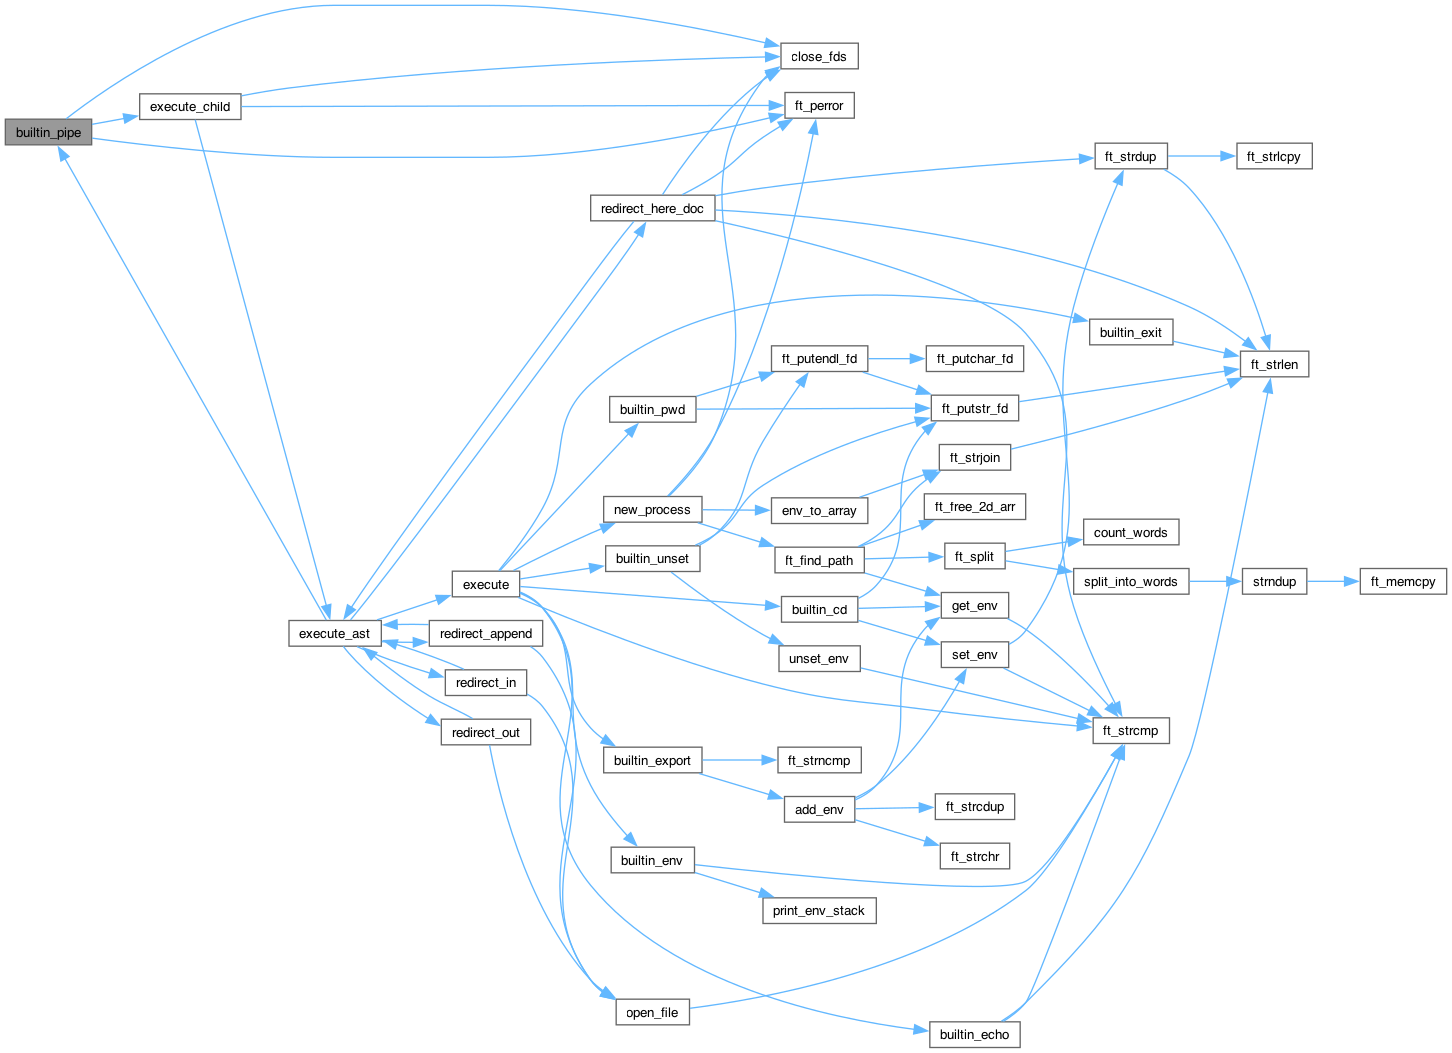 builtin_pipe
execute_child
close_fds
ft_perror
redirect_here_doc
ft_strdup
ft_strlcpy
builtin_exit
ft_strlen
ft_putendl_fd
ft_putchar_fd
builtin_pwd
ft_putstr_fd
ft_strjoin
new_process
env_to_array
ft_free_2d_arr
count_words
builtin_unset
ft_find_path
ft_split
split_into_words
strndup
ft_memcpy
execute
builtin_cd
get_env
execute_ast
redirect_append
unset_env
set_env
redirect_in
redirect_out
ft_strcmp
builtin_export
ft_strncmp
add_env
ft_strcdup
ft_strchr
builtin_env
print_env_stack
open_file
builtin_echo